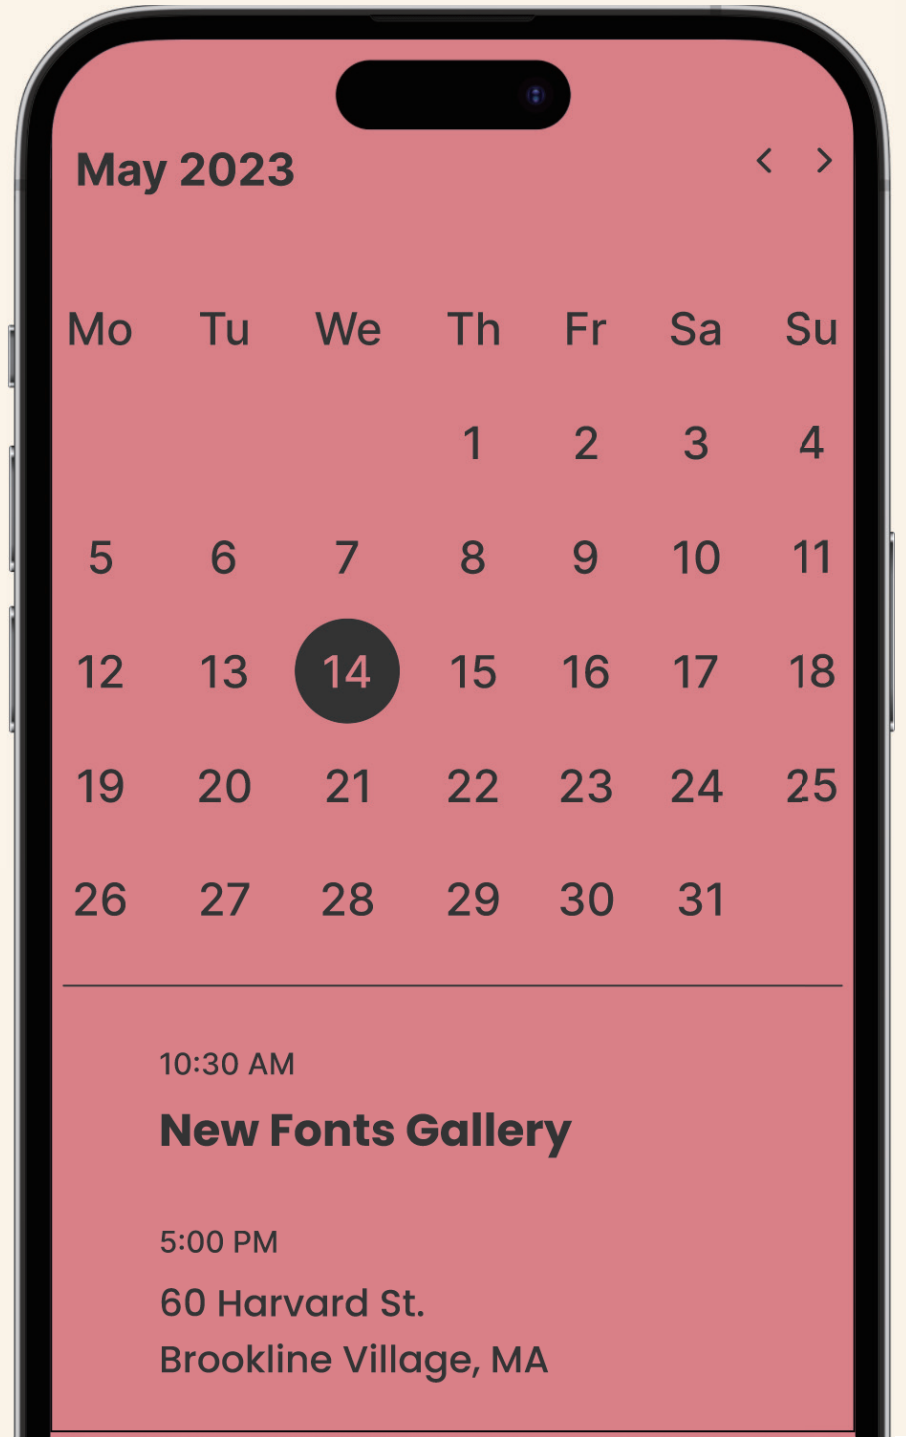 May 2023
Mo Tu We Th Fr Sa Su
1 2 3 4
5 6 7 8 9 10 11
12 13 14 15 16 17 18
19 20 21 22 23 24 25
26 27 28 29 30 31
10:30 AM
New Fonts Gallery
5:00 PM
60 Harvard St.
Brookline Village, MA